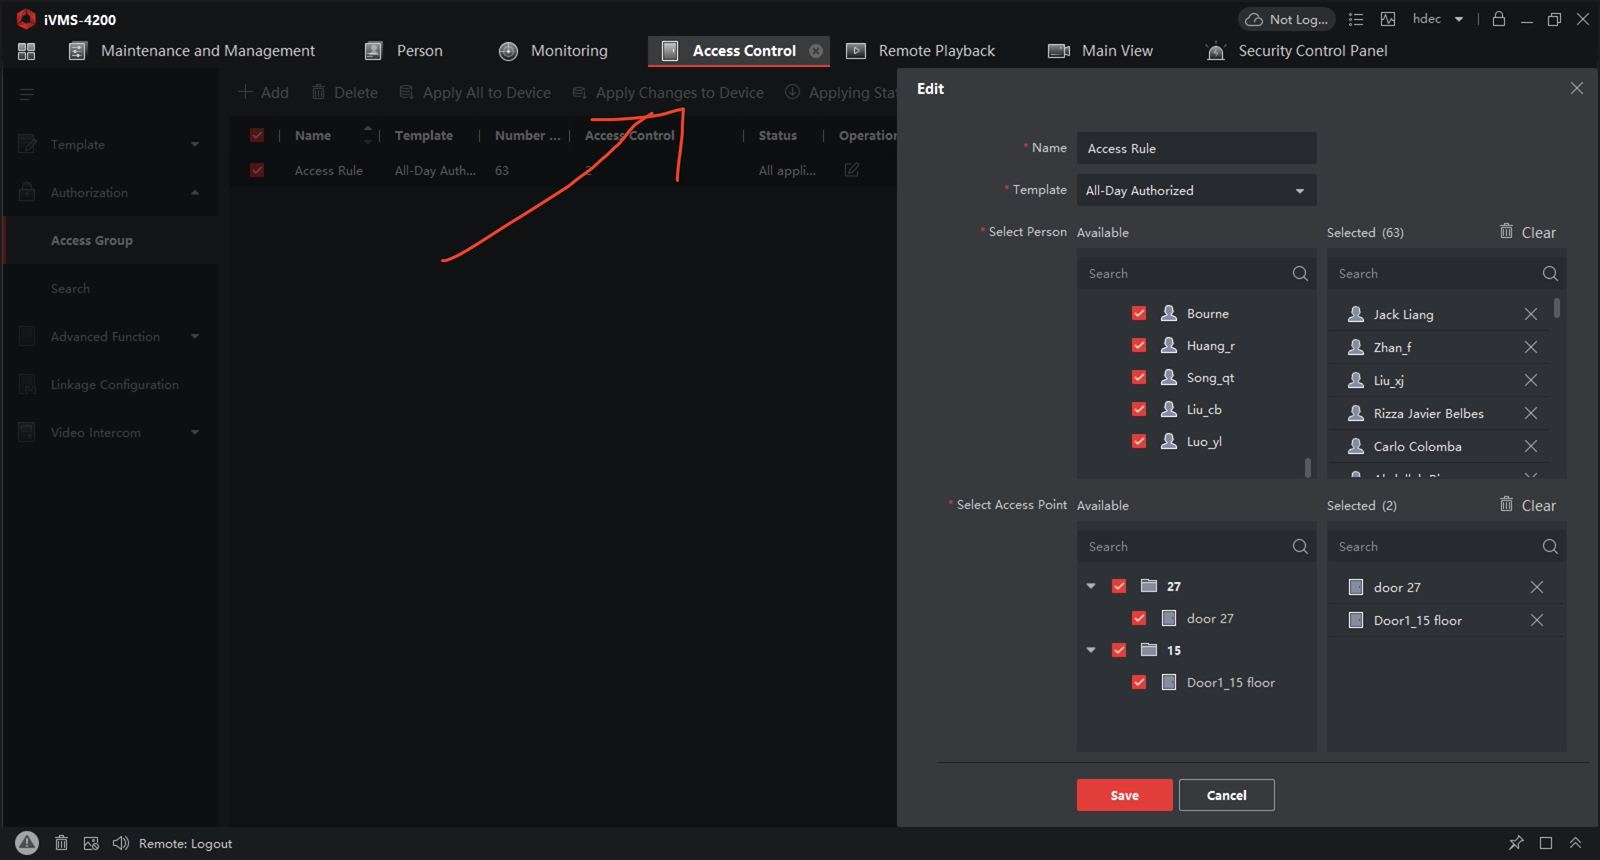 iVMS-4200
Not Log...
hdec
Maintenance and Management
Person
Monitoring
Access Control
Remote Playback
Main View
Security Control Panel
Add
Delete
Apply All to Device
Apply Changes to Device
Applying Stat
Name
Template
Number ...
Access Control
Status
Operation
Access Rule
All-Day Auth...
63
2
All appli...
Template
Authorization
Access Group
Search
Advanced Function
Linkage Configuration
Video Intercom
Edit
* Name
Access Rule
* Template
All-Day Authorized
* Select Person
Available
Selected (63)
Clear
Search
Search
Bourne
Huang_r
Song_qt
Liu_cb
Luo_yl
Jack Liang
Zhan_f
Liu_xj
Rizza Javier Belbes
Carlo Colomba
* Select Access Point
Available
Selected (2)
Clear
Search
Search
27
door 27
15
Door1_15 floor
door 27
Door1_15 floor
Save
Cancel
Remote: Logout